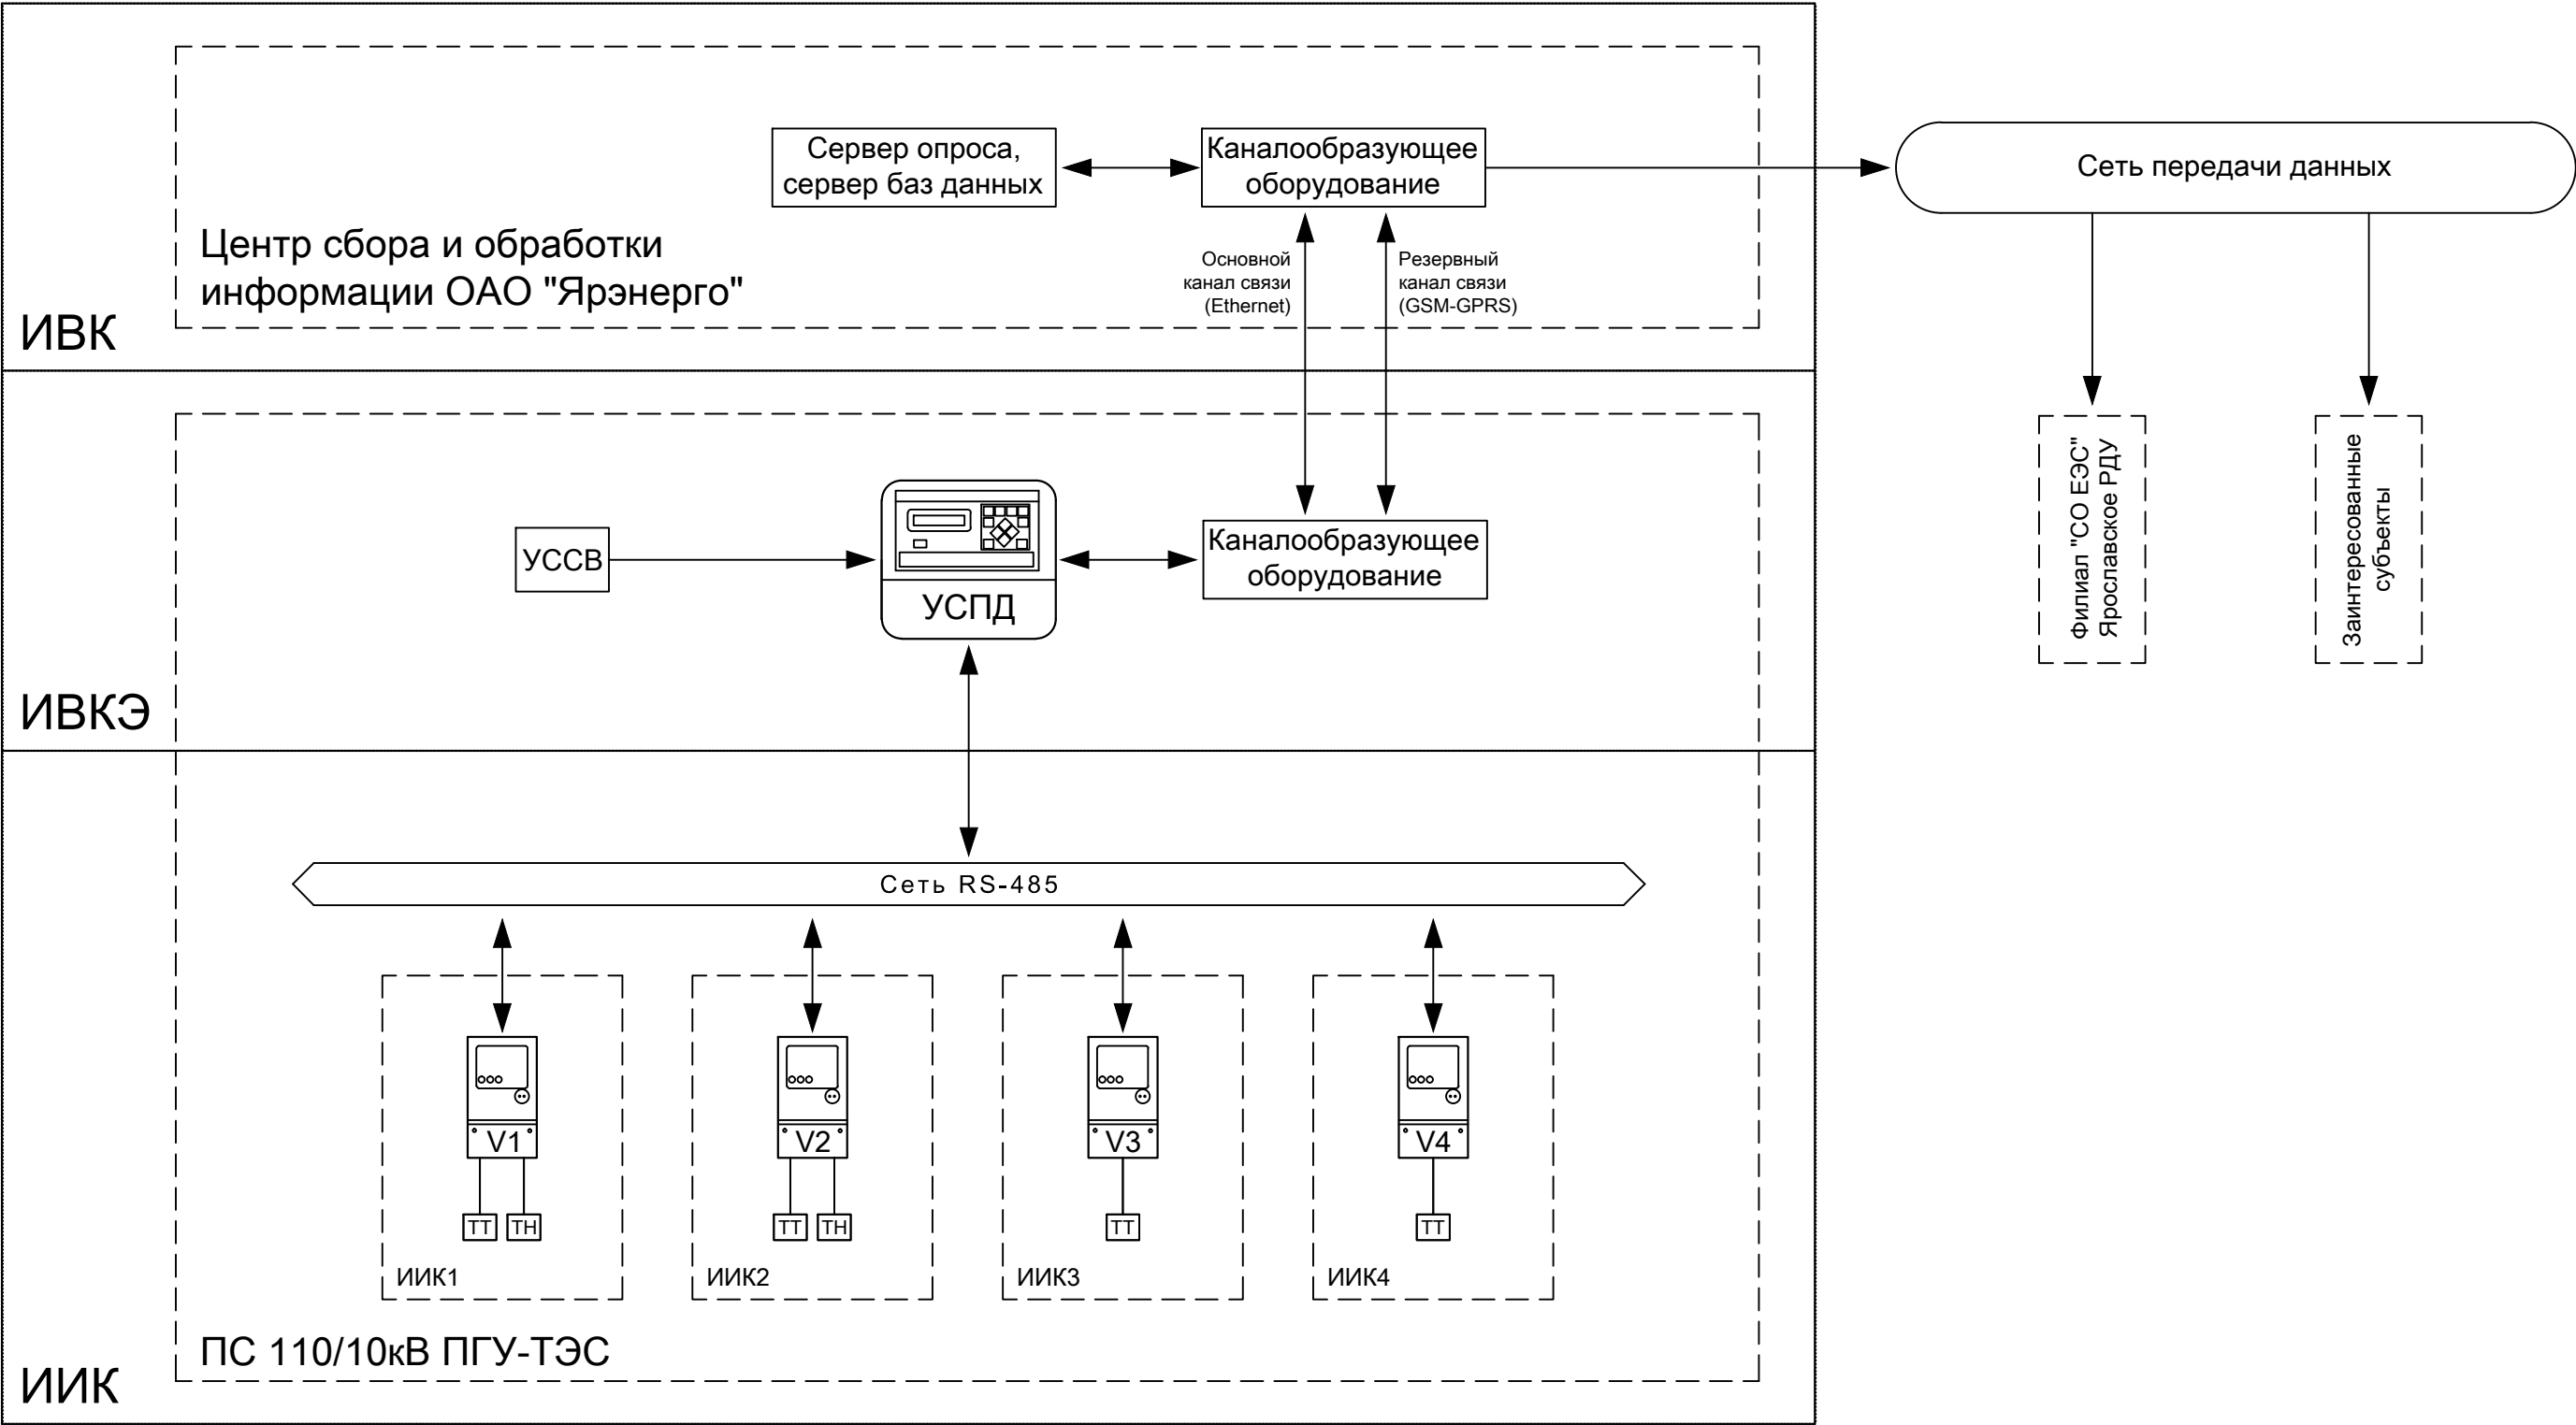 Сервер опроса,
сервер баз данных
Каналообразующее
оборудование
Сеть передачи данных
Центр сбора и обработки
информации ОАО "Ярэнерго"
Основной
канал связи
(Ethernet)
Резервный
канал связи
(GSM-GPRS)
ИВК
УССВ
УСПД
Каналообразующее
оборудование
Филиал "СО ЕЭС"
Ярославское РДУ
Заинтересованные
субъекты
ИВКЭ
Сеть RS-485
V1
V2
V3
V4
ТТ
ТН
ТТ
ТН
ТТ
ТТ
ИИК1
ИИК2
ИИК3
ИИК4
ПС 110/10кВ ПГУ-ТЭС
ИИК